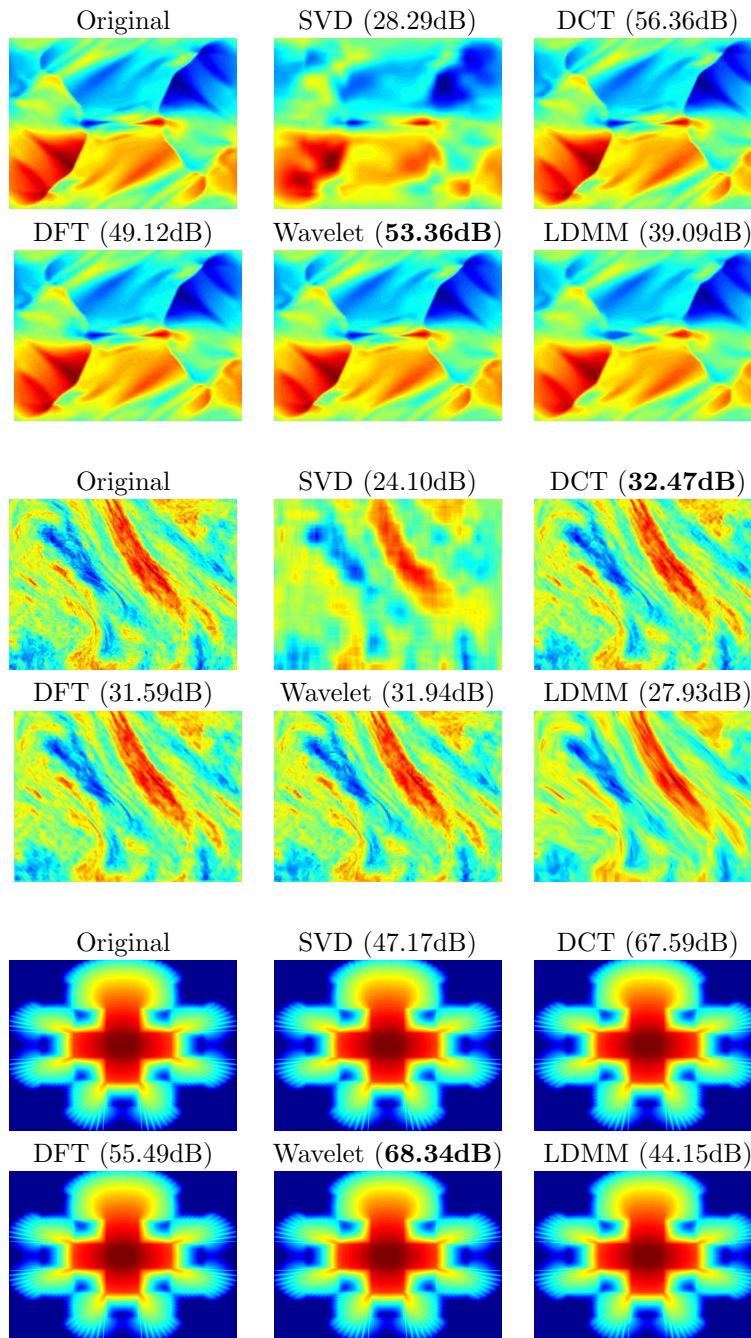 Original SVD (28.29dB) DCT (56.36dB)
DFT (49.12dB) Wavelet (53.36dB) LDMM (39.09dB)
Original SVD (24.10dB) DCT (32.47dB)
DFT (31.59dB) Wavelet (31.94dB) LDMM (27.93dB)
Original SVD (47.17dB) DCT (67.59dB)
DFT (55.49dB) Wavelet (68.34dB) LDMM (44.15dB)